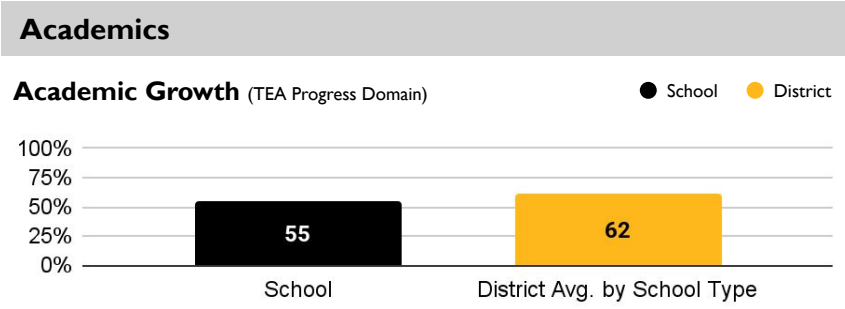 Academics
Academic Growth (TEA Progress Domain)
School
District
100%
75%
50%
25%
0%
55
62
School
District Avg. by School Type